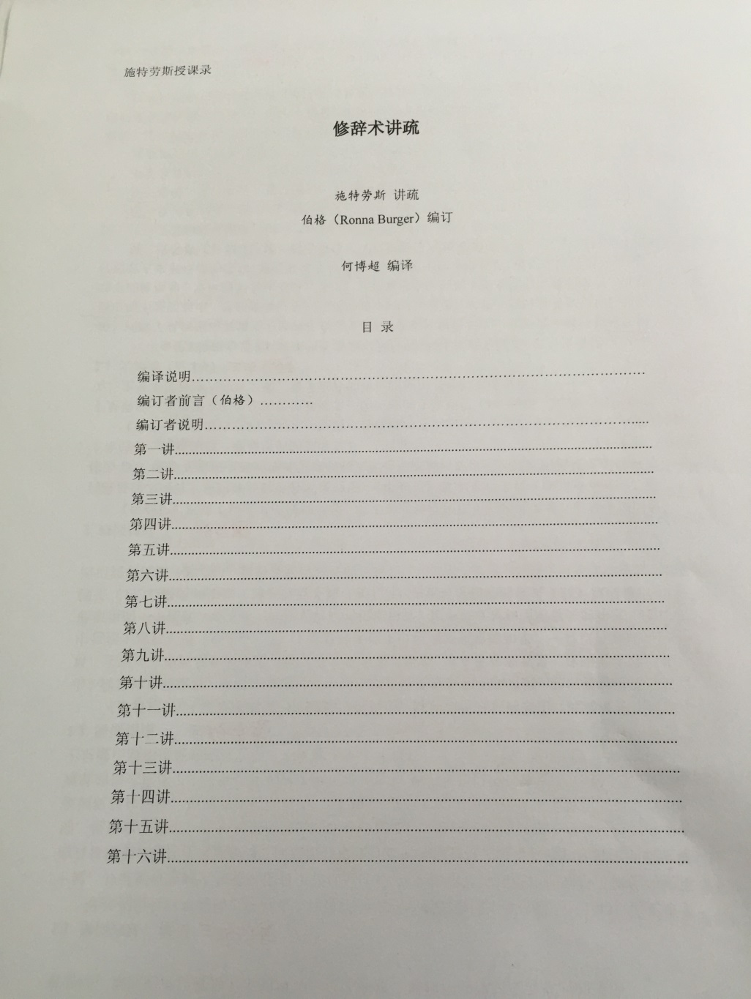 施特劳斯授课录
修辞术讲疏
施特劳斯 讲疏
伯格（Ronna Burger）编订
何博超 编译
目 录
编译说明……………………………………………………………………………………
编订者前言（伯格）…………
编订者说明……………………………………………………………………………….....
第一讲..................................................................................................
第二讲..................................................................................................
第三讲..................................................................................................
第四讲..................................................................................................
第五讲..................................................................................................
第六讲..................................................................................................
第七讲..................................................................................................
第八讲..................................................................................................
第九讲..................................................................................................
第十讲..................................................................................................
第十一讲..................................................................................................
第十二讲..................................................................................................
第十三讲..................................................................................................
第十四讲..................................................................................................
第十五讲..................................................................................................
第十六讲..................................................................................................